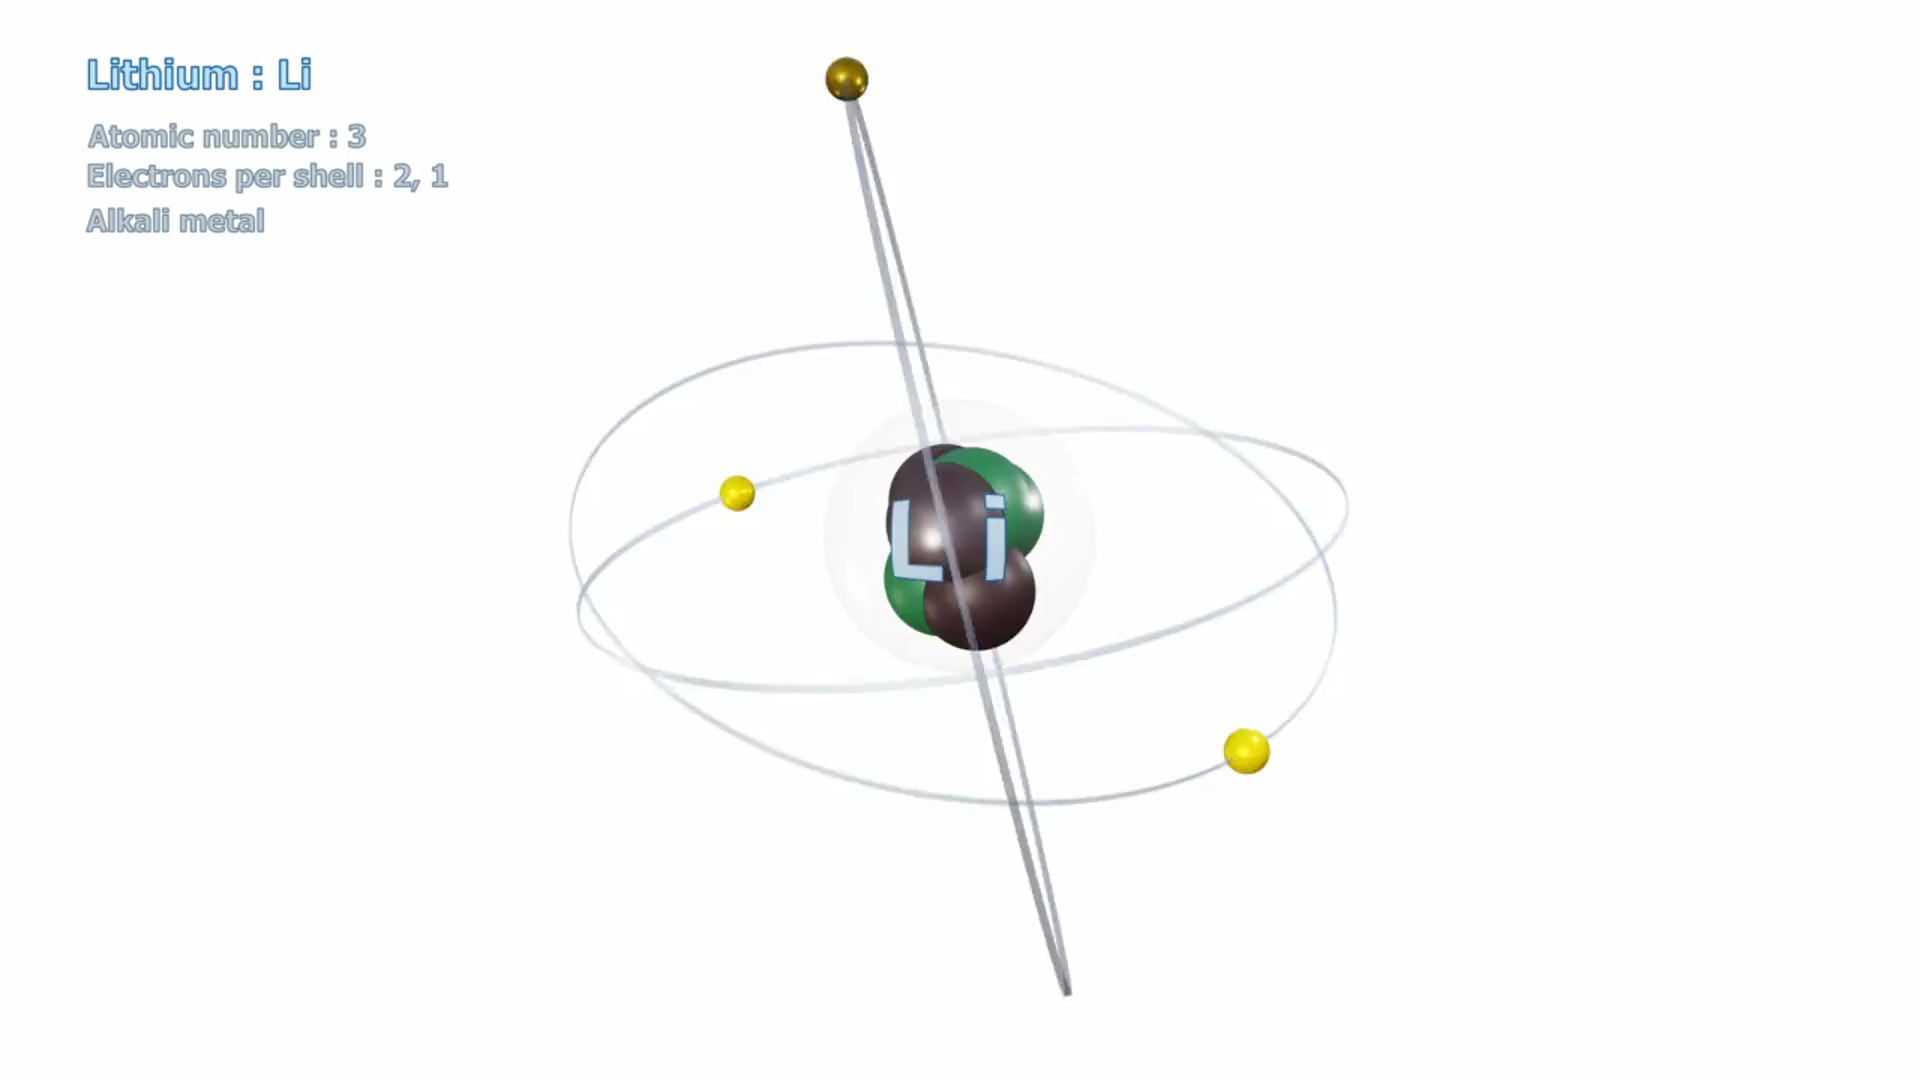 Lithium : Li
Atomic number : 3
Electrons per shell : 2, 1
Alkali metal
Li